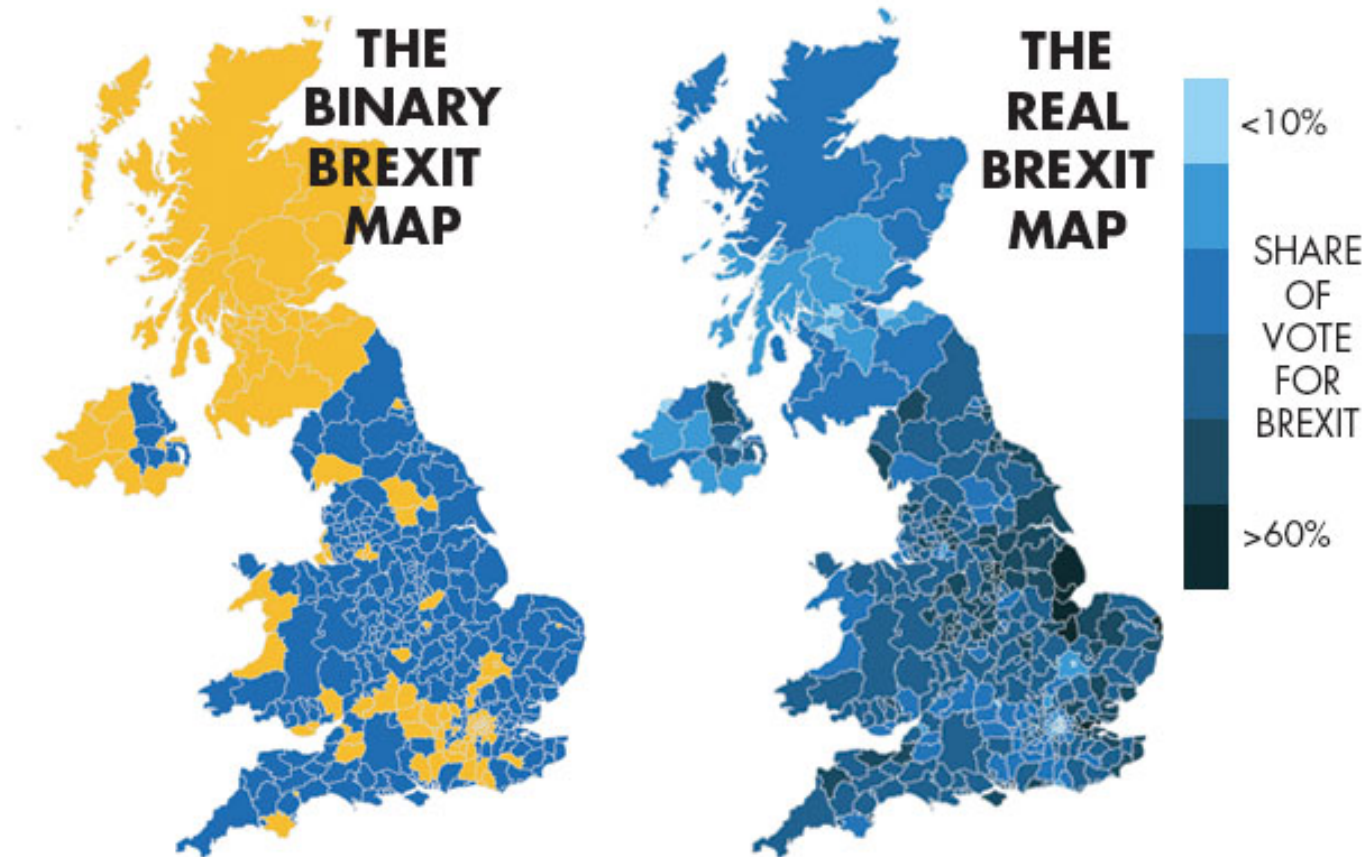 THE
BINARY
BREXIT
MAP
THE
REAL
BREXIT
MAP
<10%
SHARE
OF
VOTE
FOR
BREXIT
>60%